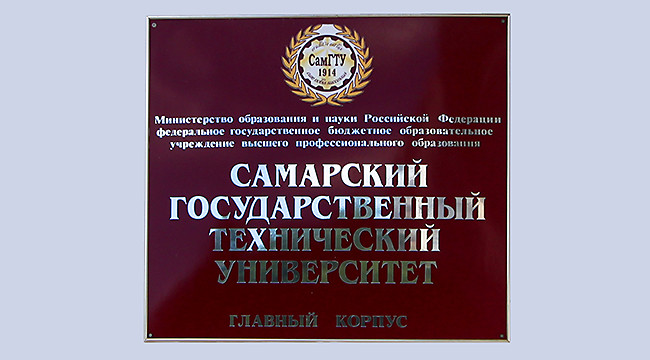 СамГТУ
1914
Министерство образования и науки Российской Федерации
федеральное государственное бюджетное образовательное
учреждение высшего профессионального образования
САМАРСКИЙ
ГОСУДАРСТВЕННЫЙ
ТЕХНИЧЕСКИЙ
УНИВЕРСИТЕТ
ГЛАВНЫЙ КОРПУС